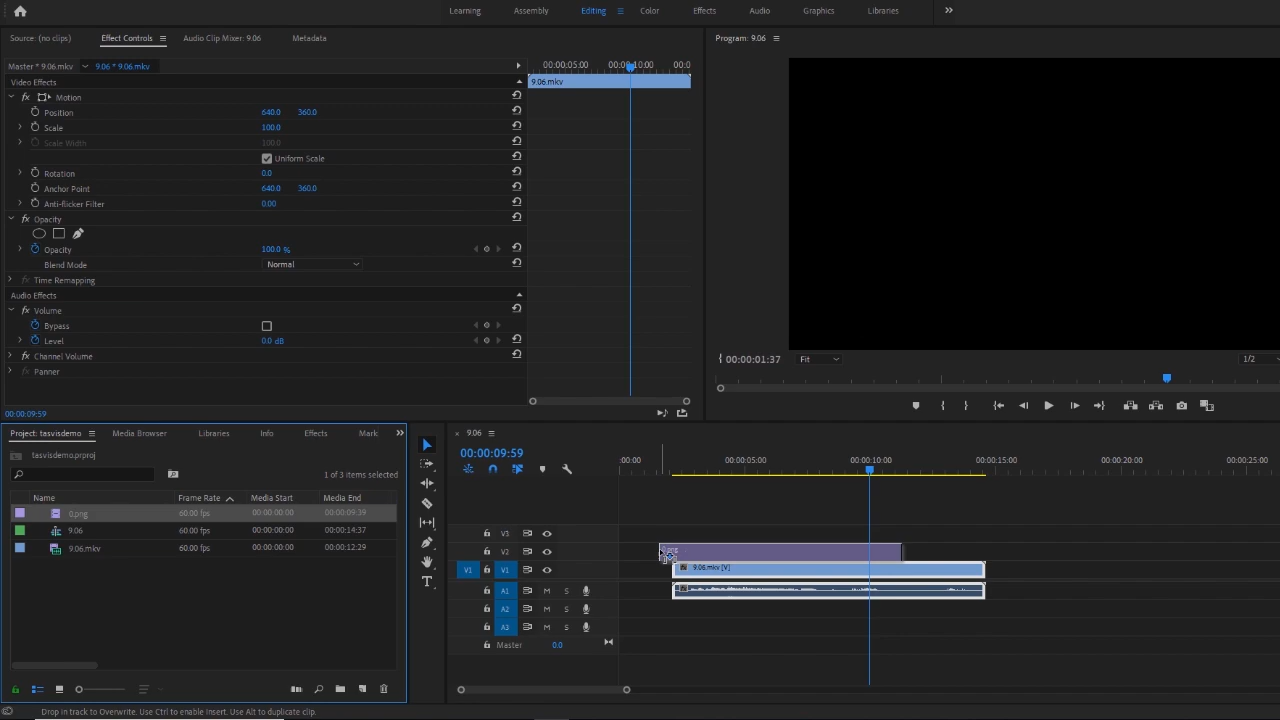 Learning Assembly Editing Color Effects Audio Graphics Libraries
Source: (no clips) Effect Controls Audio Clip Mixer: 9.06 Metadata
Program: 9.06
Master * 9.06.mkv 9.06 * 9.06.mkv
00:00:05:00 00:00:10:00 00:0
Video Effects
9.06.mkv
fx Motion
Position 640.0 360.0
Scale 100.0
Scale Width 100.0
Uniform Scale
Rotation 0.0
Anchor Point 640.0 360.0
Anti-flicker Filter 0.00
fx Opacity
Opacity 100.0 %
Blend Mode Normal
fx Time Remapping
Audio Effects
fx Volume
Bypass
Level 0.0 dB
fx Channel Volume
fx Panner
00:00:09:59
00:00:01:37 Fit 1/2
Project: tasvisdemo Media Browser Libraries Info Effects Mark
tasvisdemo.prproj
1 of 3 items selected
Name Frame Rate Media Start Media End
0.png 60.00 fps 00:00:00:00 00:00:09:39
9.06 60.00 fps 00:00:00:00 00:00:14:37
9.06.mkv 60.00 fps 00:00:00:00 00:00:12:29
× 9.06
00:00:09:59
:00:00 00:00:05:00 00:00:10:00 00:00:15:00 00:00:20:00 00:00:25:00
V3
V2
V1 V1 9.06.mkv [V]
A1 M S
A2 M S
A3 M S
Master 0.0
Drop in track to Overwrite. Use Ctrl to enable Insert. Use Alt to duplicate clip.